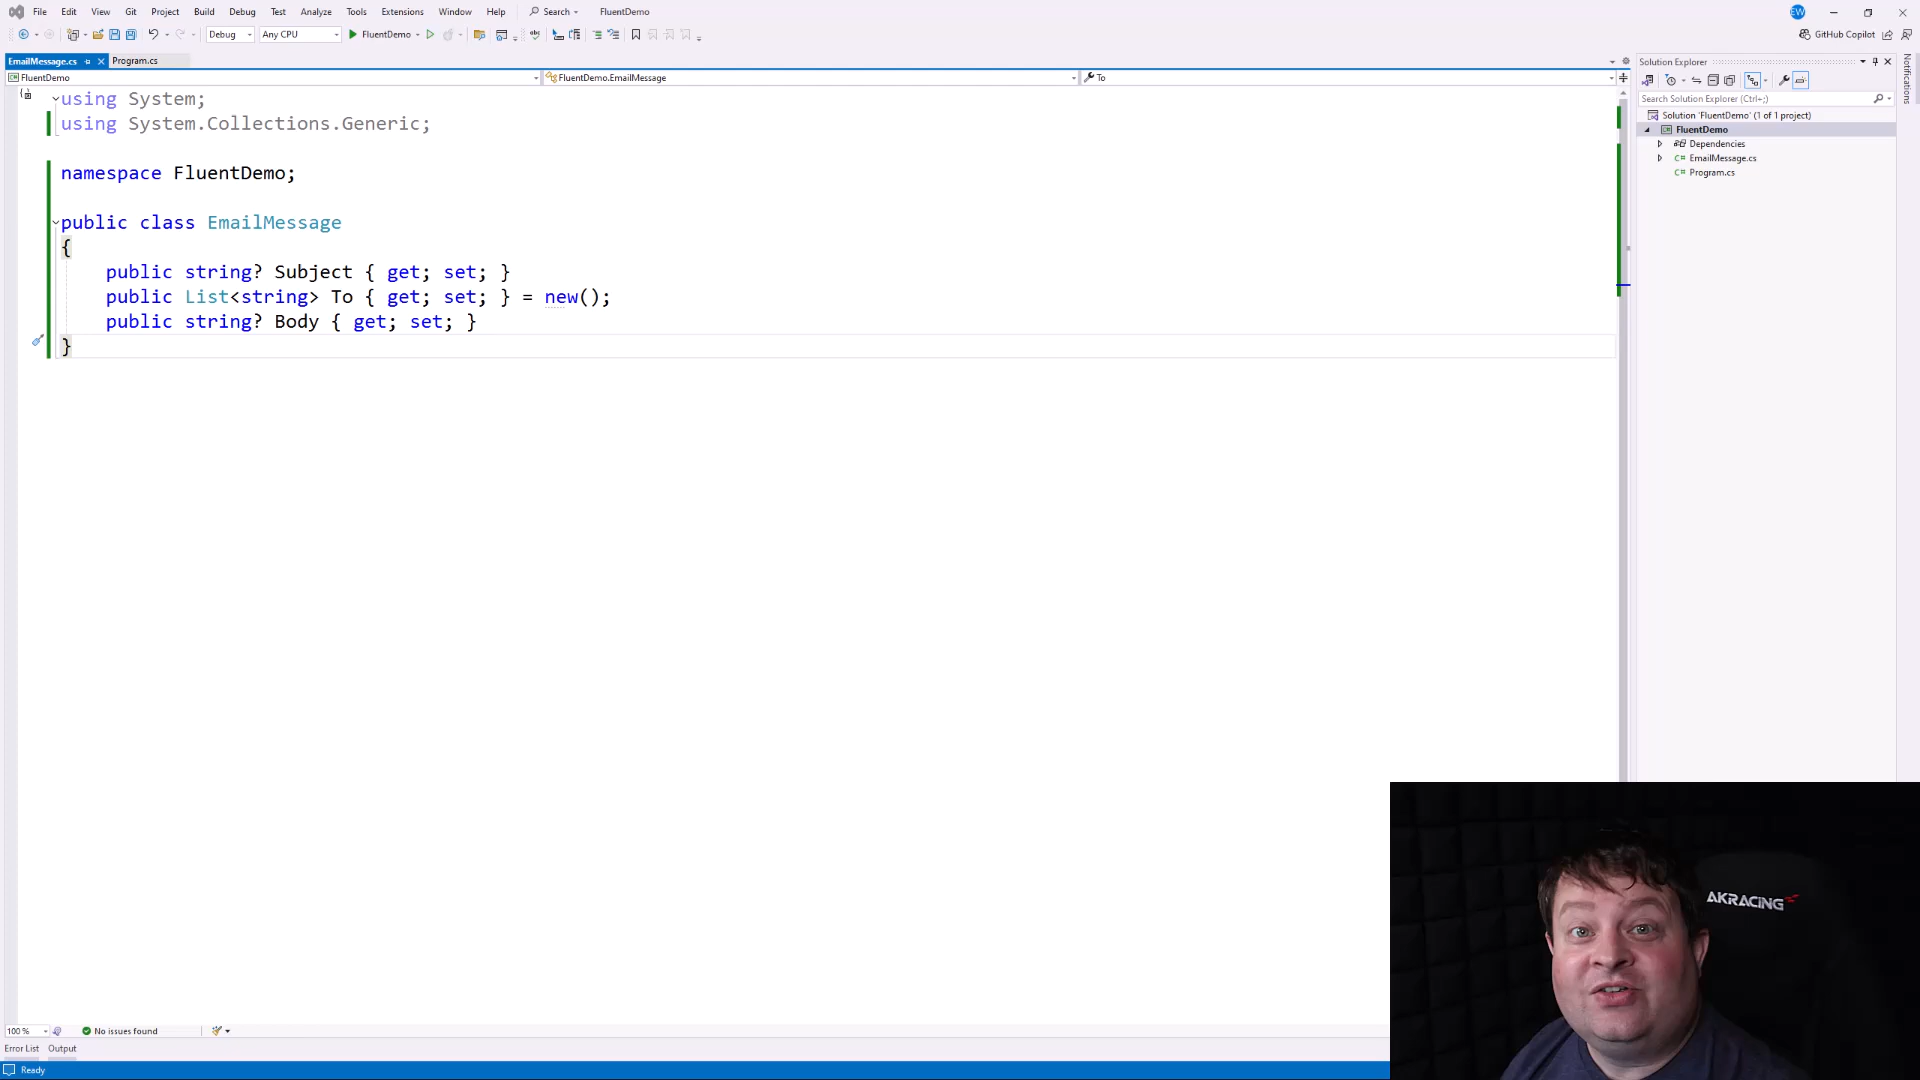 File Edit View Git Project Build Debug Test Analyze Tools Extensions Window Help Search FluentDemo EW
Debug Any CPU FluentDemo GitHub Copilot
EmailMessage.cs Program.cs
FluentDemo FluentDemo.EmailMessage To
using System;
using System.Collections.Generic;
namespace FluentDemo;
public class EmailMessage
{
public string? Subject { get; set; }
public List<string> To { get; set; } = new();
public string? Body { get; set; }
}
Solution Explorer
Search Solution Explorer (Ctrl+;)
Solution 'FluentDemo' (1 of 1 project)
FluentDemo
Dependencies
C# EmailMessage.cs
C# Program.cs
Notifications
AKRACING
100 % No issues found
Error List Output
Ready